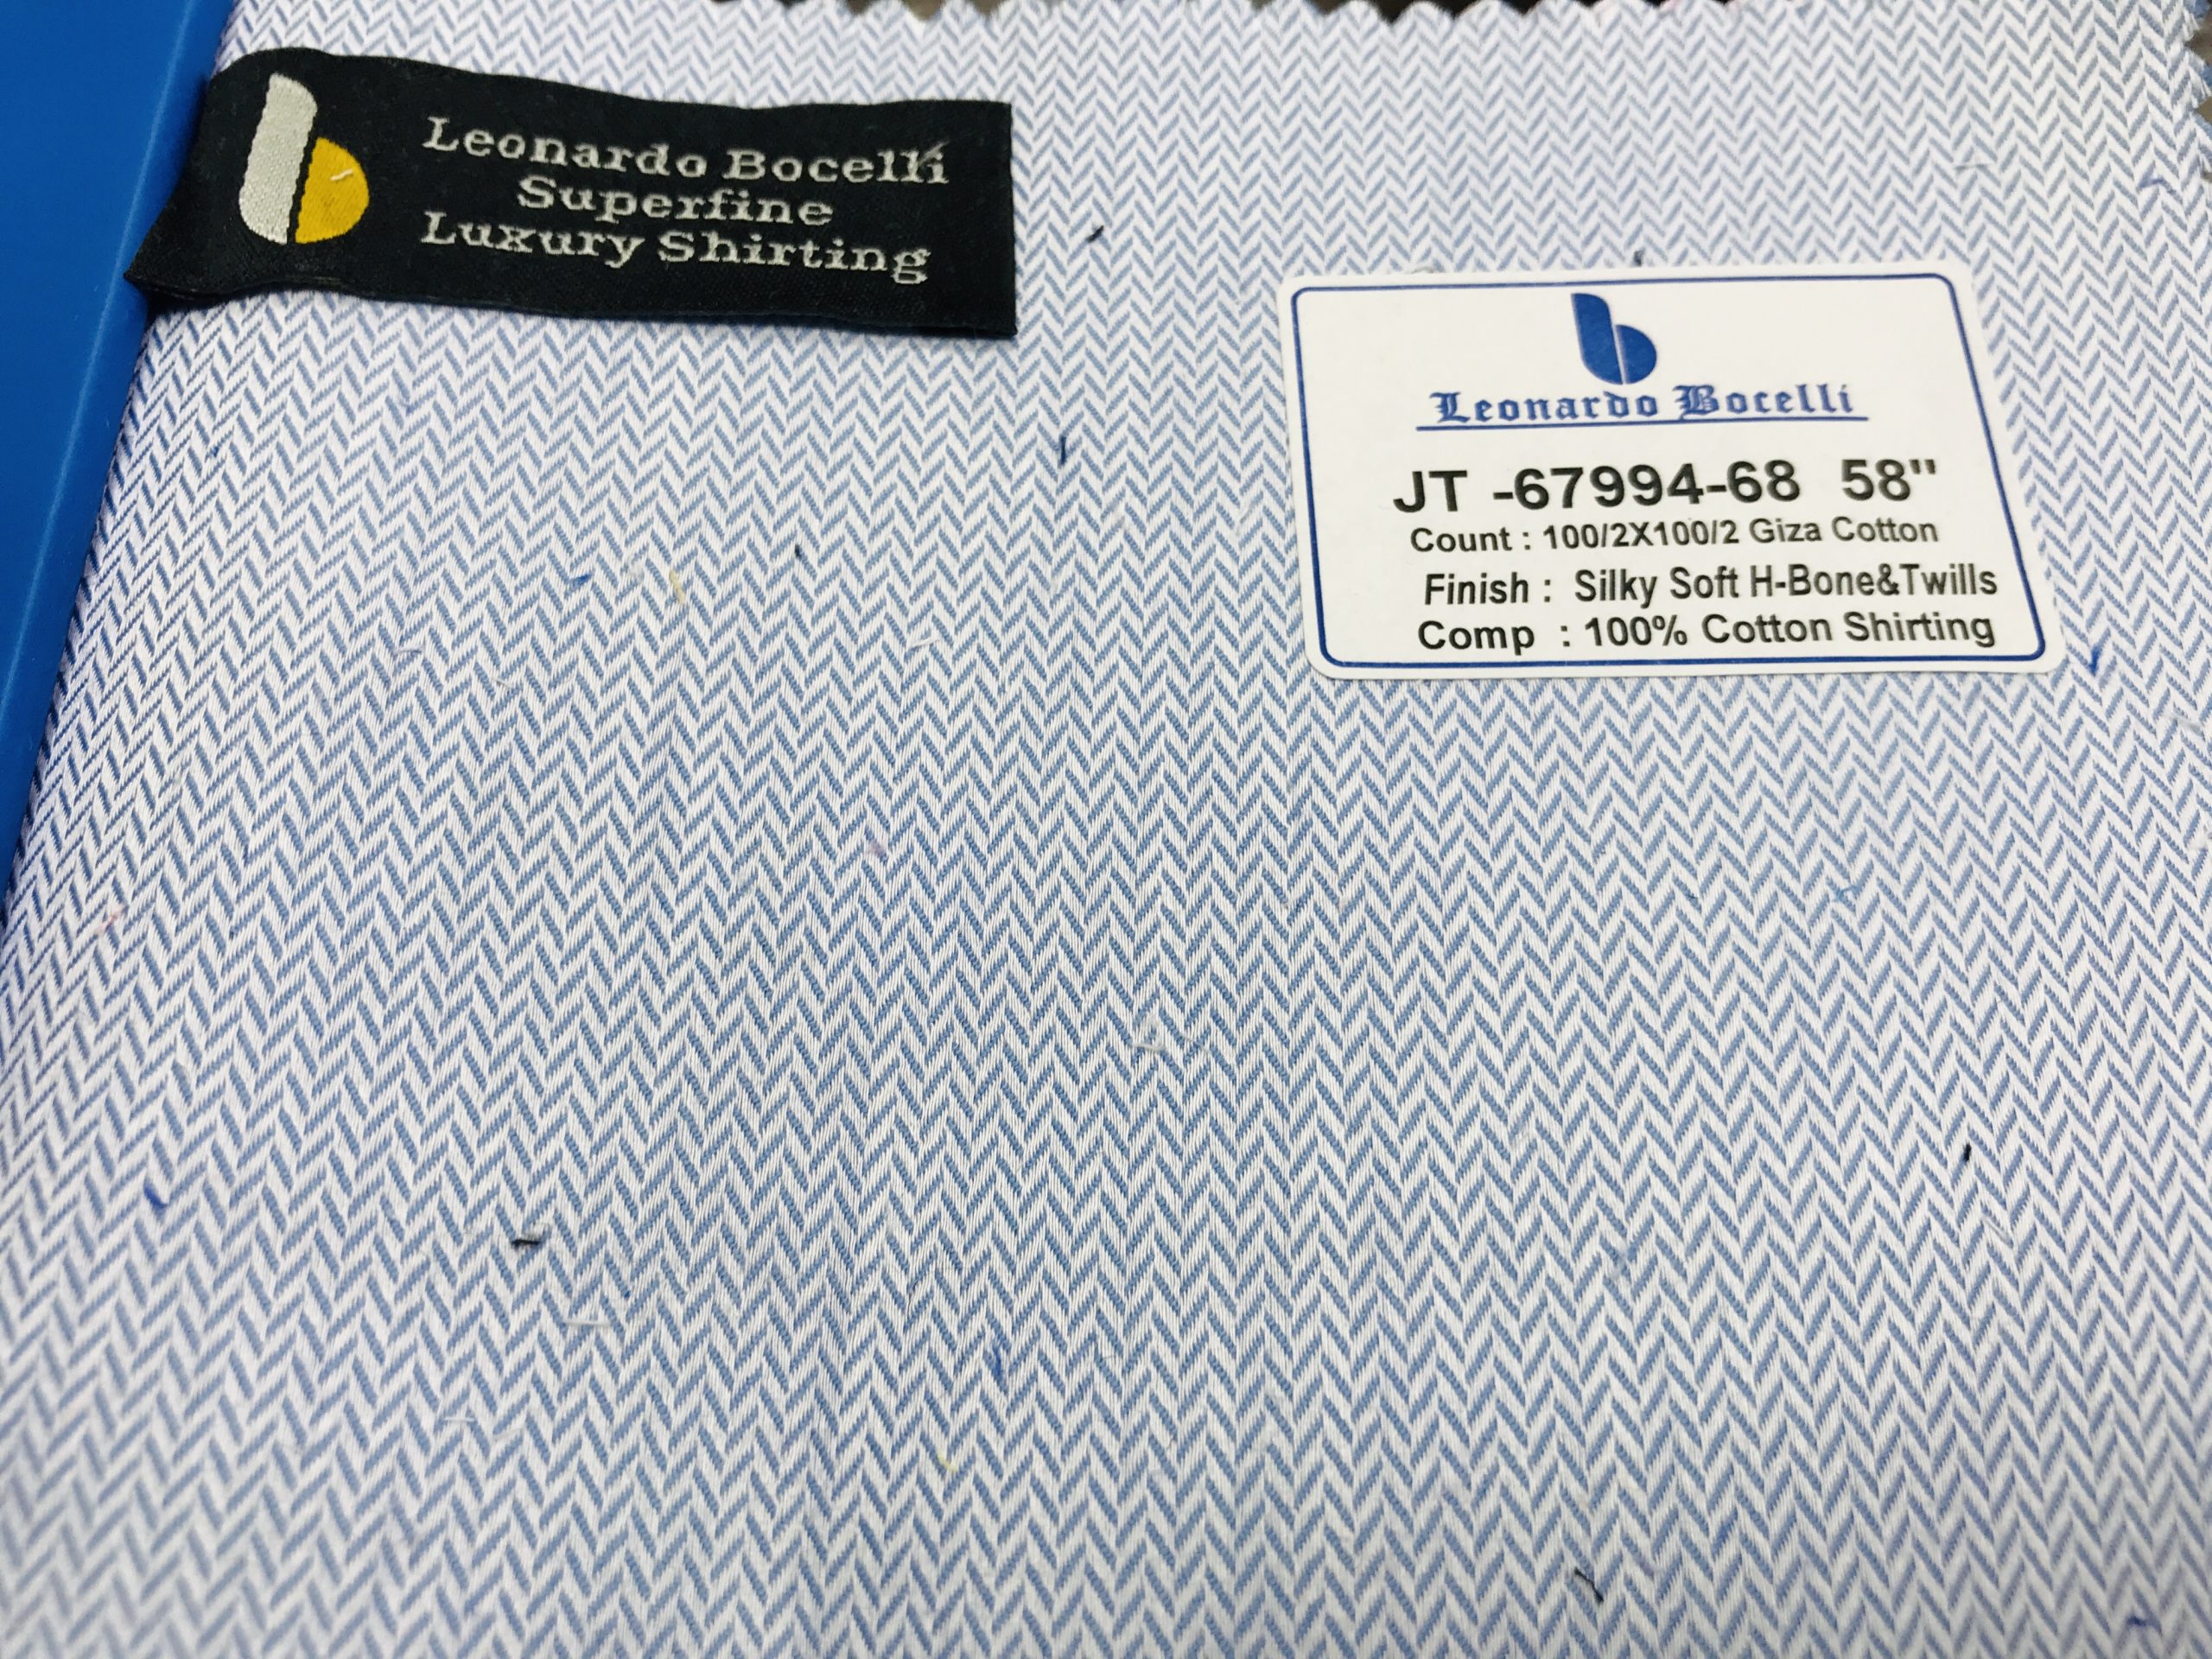 Leonardo Bocelli
Superfine
Luxury Shirting
Leonardo Bocelli
JT -67994-68 58"
Count : 100/2X100/2 Giza Cotton
Finish : Silky Soft H-Bone&Twills
Comp : 100% Cotton Shirting